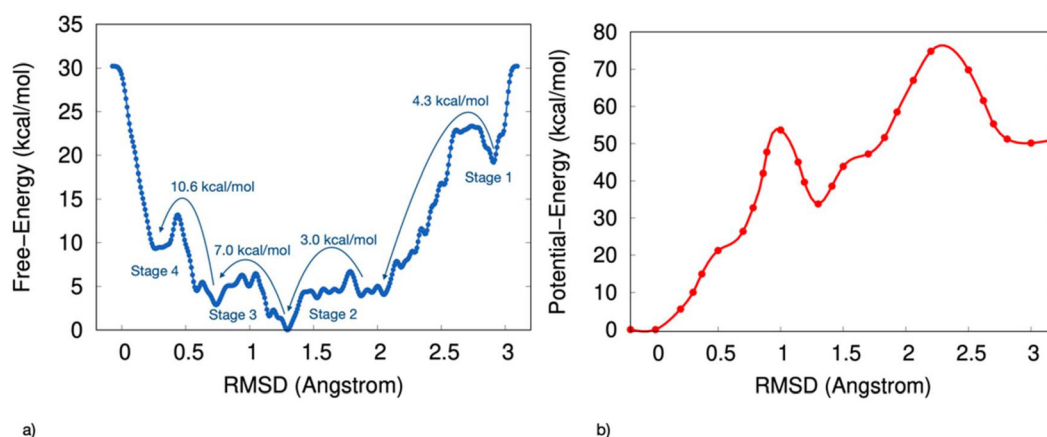 Free-Energy (kcal/mol)
35
30
25
20
15
10
5
0
10.6 kcal/mol
7.0 kcal/mol
3.0 kcal/mol
4.3 kcal/mol
Stage 4
Stage 3
Stage 2
Stage 1
0 0.5 1 1.5 2 2.5 3
RMSD (Angstrom)
a)
Potential-Energy (kcal/mol)
80
70
60
50
40
30
20
10
0
0 0.5 1 1.5 2 2.5 3
RMSD (Angstrom)
b)